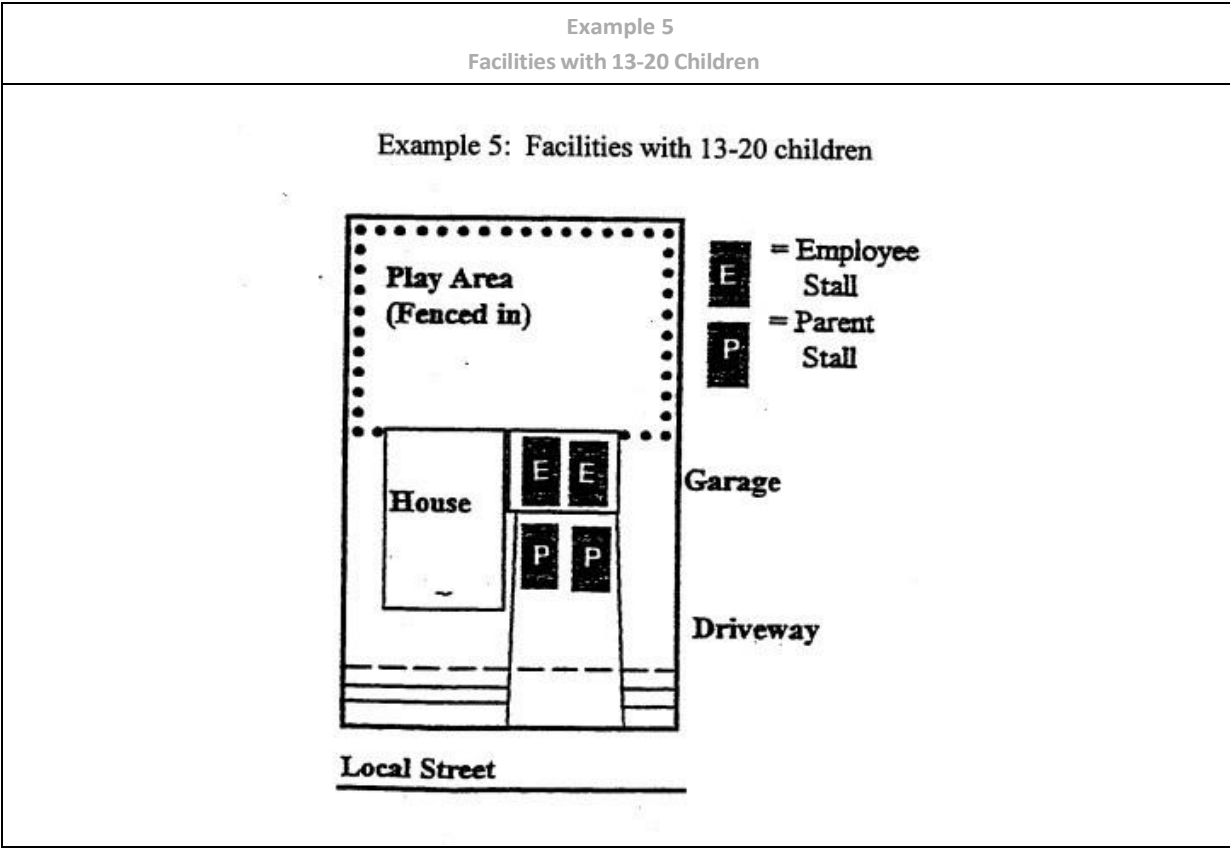 Example 5
Facilities with 13-20 Children
Example 5: Facilities with 13-20 children
Play Area
(Fenced in)
E
= Employee
Stall
P
= Parent
Stall
E E
House
Garage
P P
Driveway
Local Street